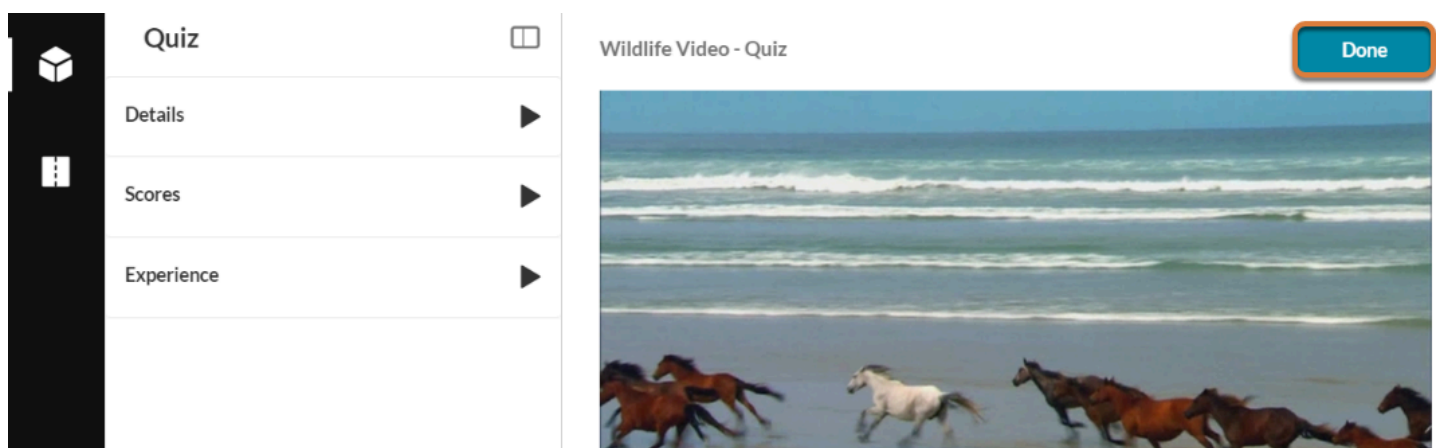 Quiz
Details
Scores
Experience
Wildlife Video - Quiz
Done